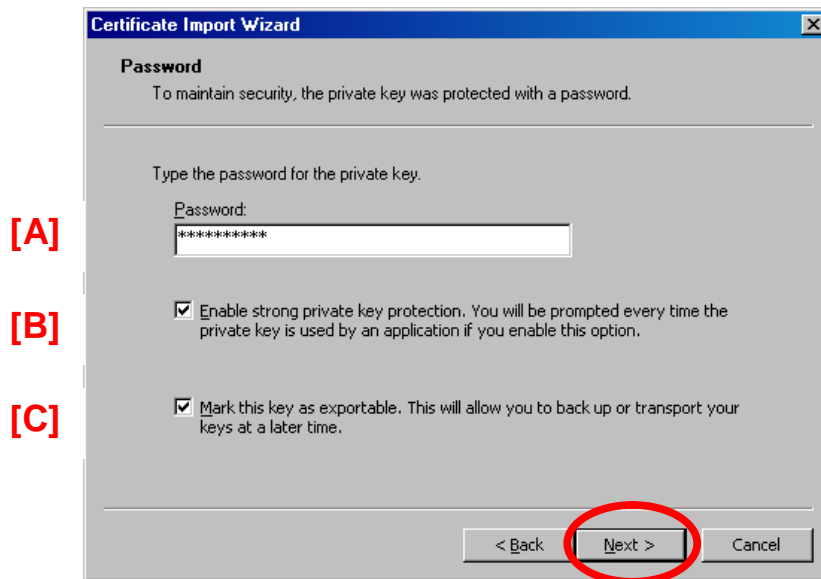 Certificate Import Wizard
Password
To maintain security, the private key was protected with a password.
Type the password for the private key.
Password:
[A]
**********
[B]
Enable strong private key protection. You will be prompted every time the
private key is used by an application if you enable this option.
[C]
Mark this key as exportable. This will allow you to back up or transport your
keys at a later time.
< Back Next > Cancel